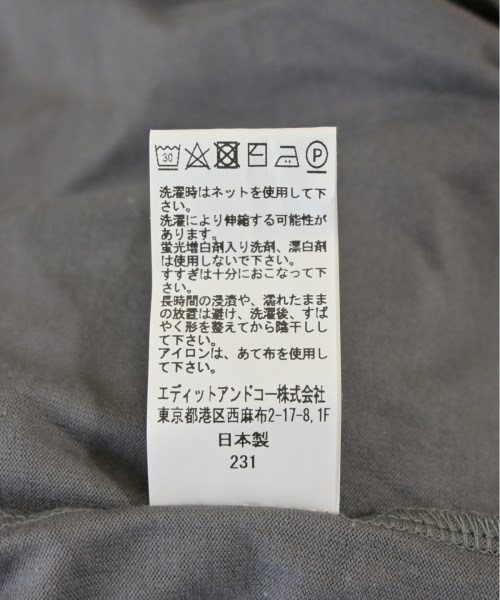 30
P
洗濯時はネットを使用して下
さい。
洗濯により伸縮する可能性が
あります。
蛍光増白剤入り洗剤、漂白剤
は使用しないで下さい。
すすぎは十分におこなって下
さい。
長時間の浸漬や、濡れたまま
の放置は避け、洗濯後、すば
やく形を整えてから陰干しし
て下さい。
アイロンは、あて布を使用し
て下さい。
エディットアンドコー株式会社
東京都港区西麻布2-17-8,1F
日本製
231